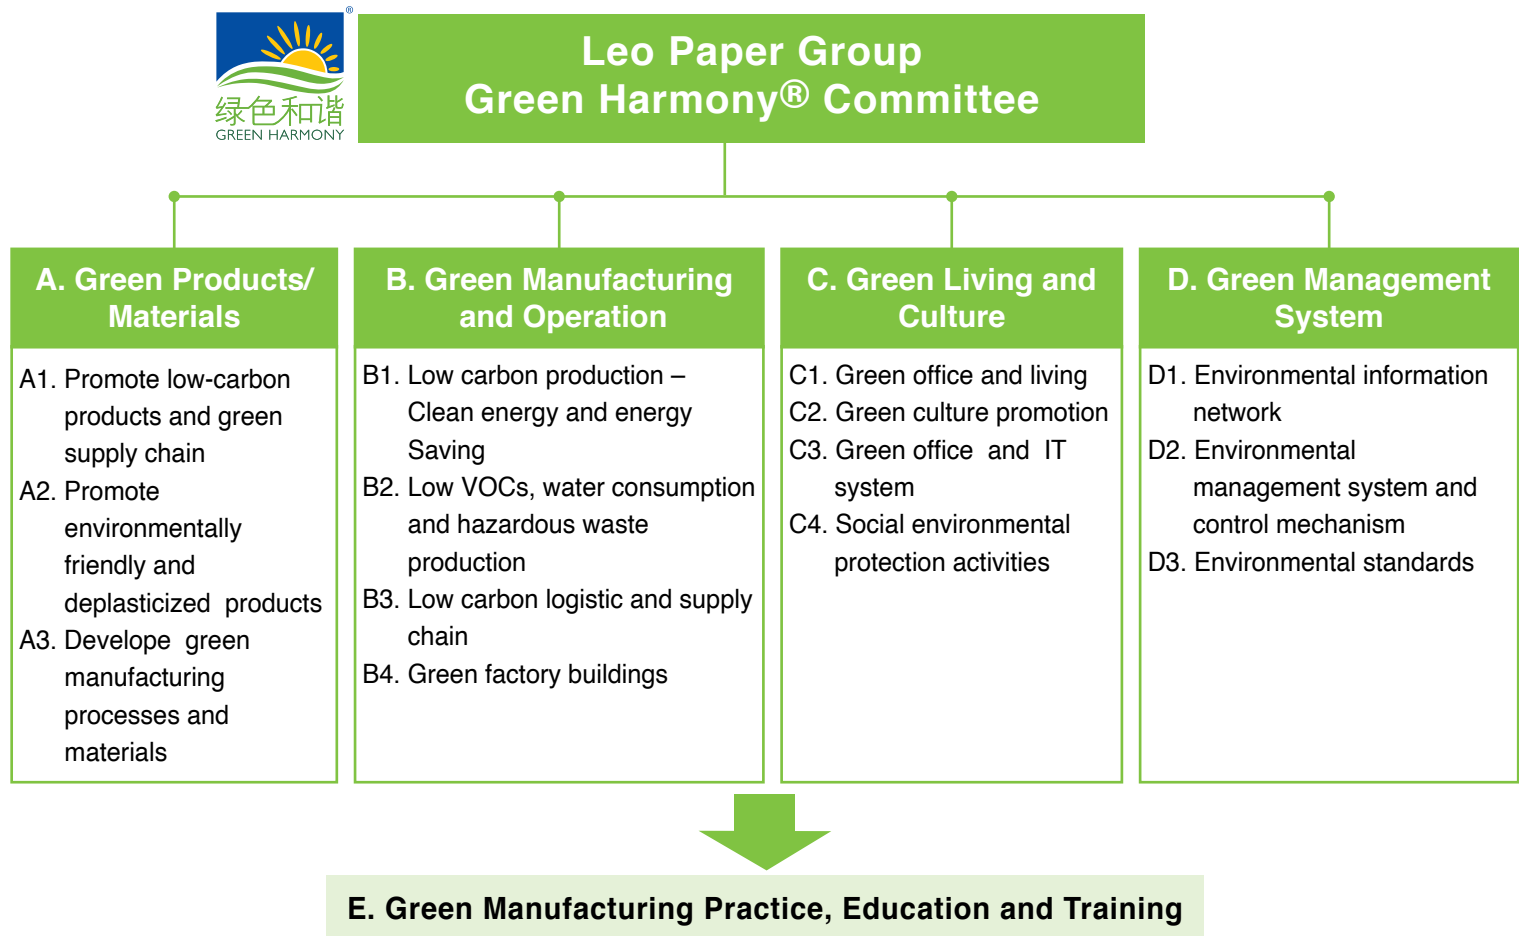 ®
绿色和谐
GREEN HARMONY
Leo Paper Group
Green Harmony® Committee
A. Green Products/
Materials
A1. Promote low-carbon
products and green
supply chain
A2. Promote
environmentally
friendly and
deplasticized products
A3. Develope green
manufacturing
processes and
materials
B. Green Manufacturing
and Operation
B1. Low carbon production –
Clean energy and energy
Saving
B2. Low VOCs, water consumption
and hazardous waste
production
B3. Low carbon logistic and supply
chain
B4. Green factory buildings
C. Green Living and
Culture
C1. Green office and living
C2. Green culture promotion
C3. Green office and IT
system
C4. Social environmental
protection activities
D. Green Management
System
D1. Environmental information
network
D2. Environmental
management system and
control mechanism
D3. Environmental standards
E. Green Manufacturing Practice, Education and Training